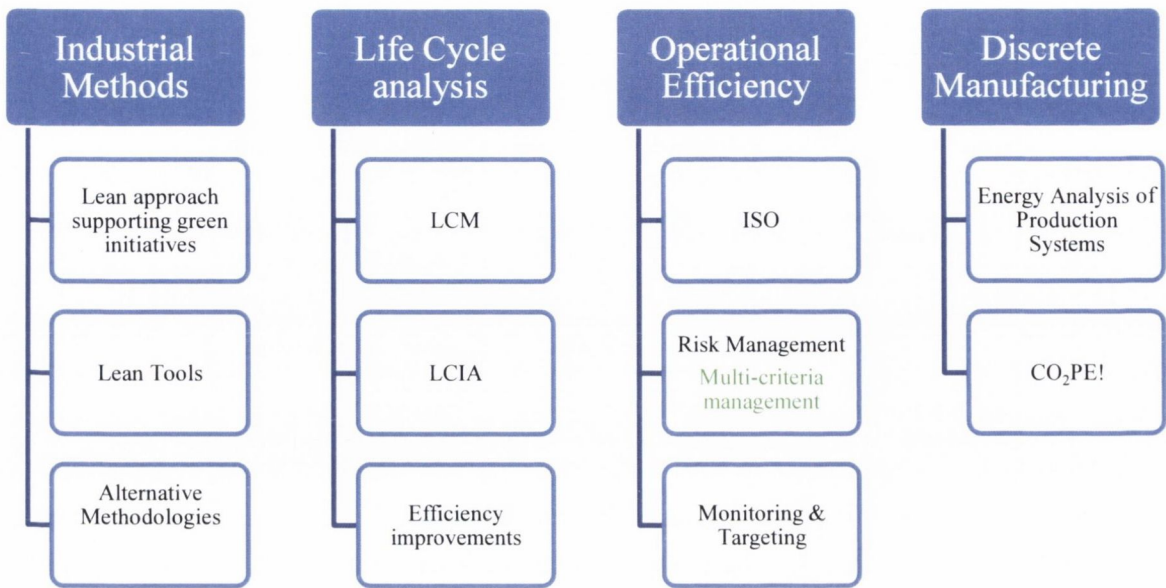 Industrial
Methods
Lean approach
supporting green
initiatives
Lean Tools
Alternative
Methodologies
Life Cycle
analysis
LCM
LCIA
Efficiency
improvements
Operational
Efficiency
ISO
Risk Management
Multi-criteria
management
Monitoring &
Targeting
Discrete
Manufacturing
Energy Analysis of
Production
Systems
CO₂PE!